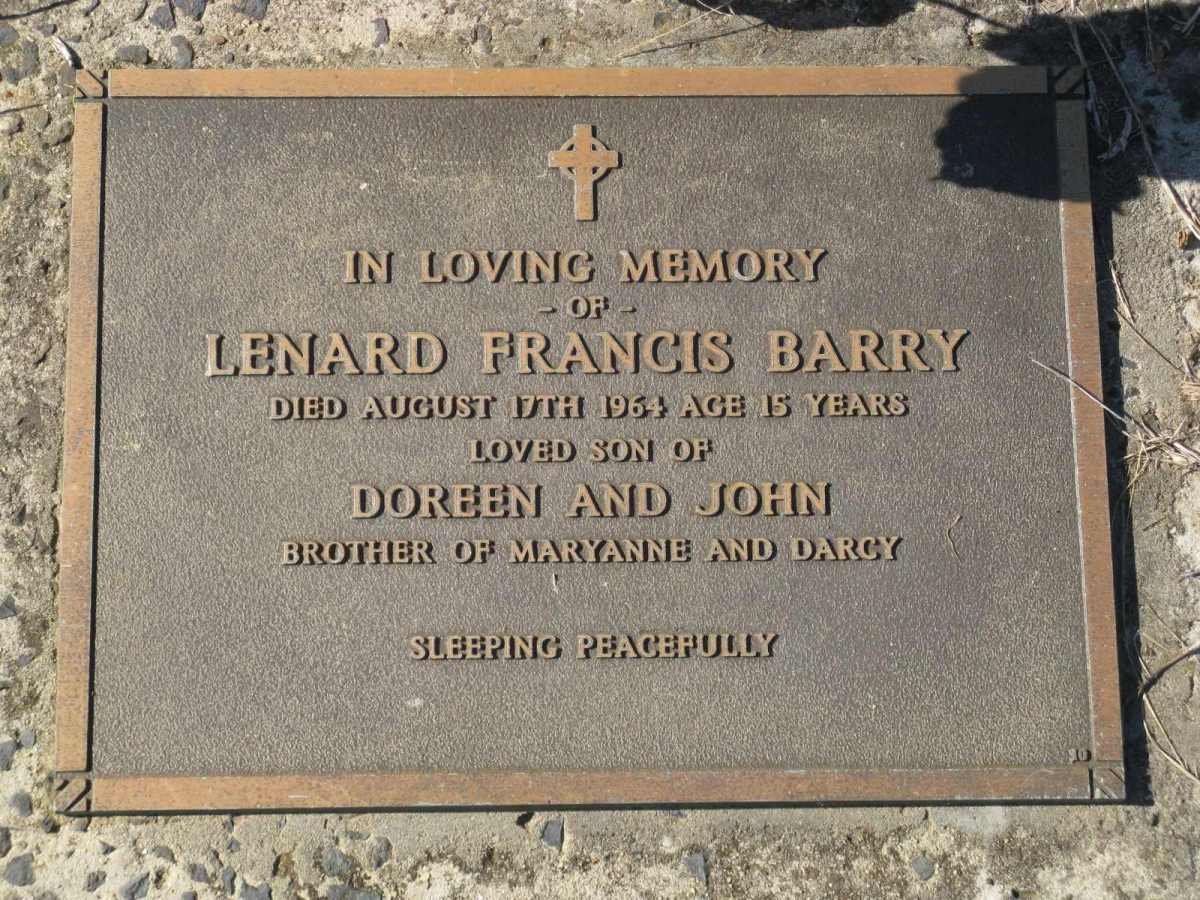 IN LOVING MEMORY
- OF -
LENARD FRANCIS BARRY
DIED AUGUST 17TH 1964 AGE 15 YEARS
LOVED SON OF
DOREEN AND JOHN
BROTHER OF MARYANNE AND DARCY
SLEEPING PEACEFULLY
10